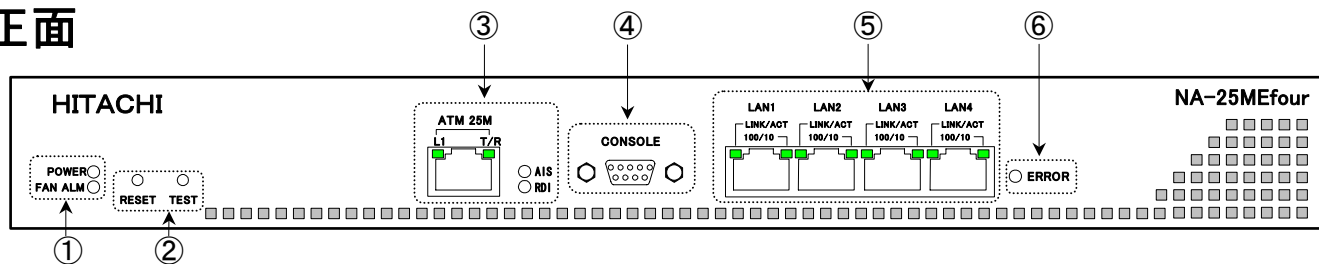 正面
③ ④ ⑤ ⑥
HITACHI
NA-25MEfour
ATM 25M
L1 T/R
AIS
RDI
CONSOLE
LAN1 LAN2 LAN3 LAN4
LINK/ACT LINK/ACT LINK/ACT LINK/ACT
100/10 100/10 100/10 100/10
ERROR
POWER
FAN ALM
RESET TEST
① ②